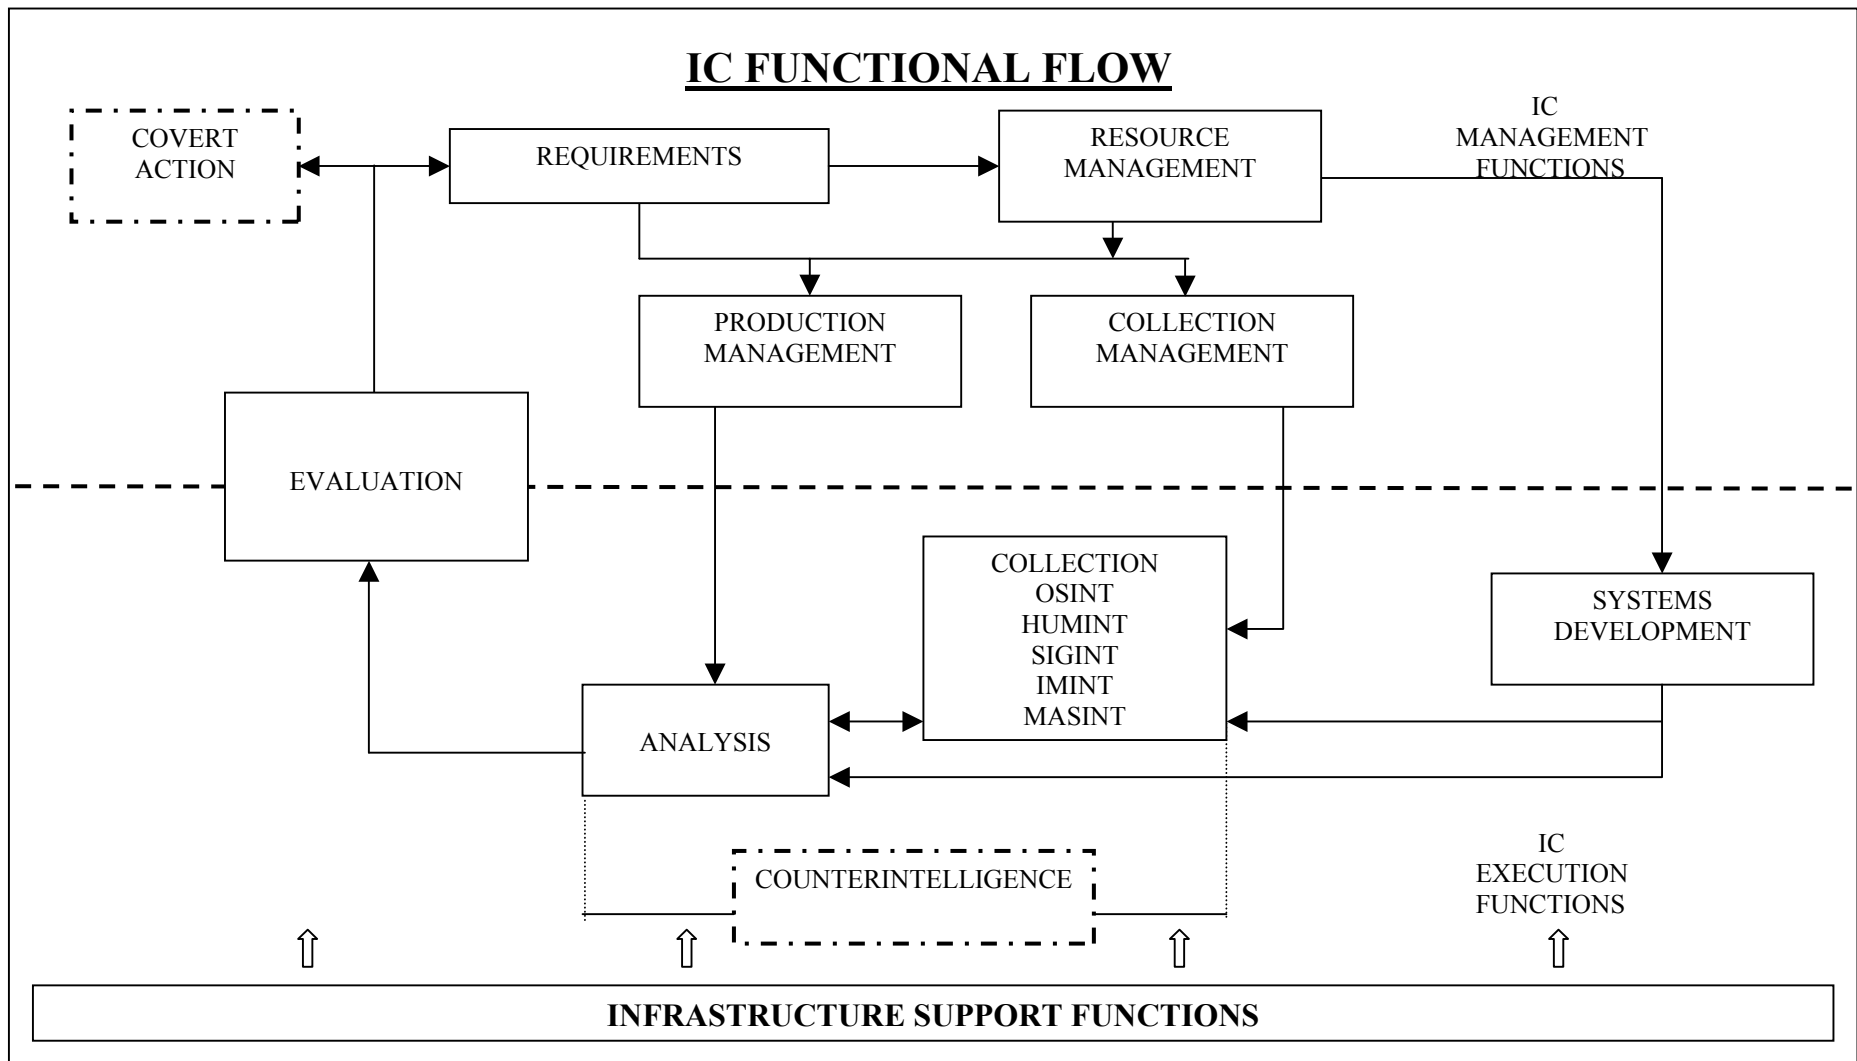 IC FUNCTIONAL FLOW
COVERT
ACTION
REQUIREMENTS
RESOURCE
MANAGEMENT
IC
MANAGEMENT
FUNCTIONS
PRODUCTION
MANAGEMENT
COLLECTION
MANAGEMENT
EVALUATION
COLLECTION
OSINT
HUMINT
SIGINT
IMINT
MASINT
SYSTEMS
DEVELOPMENT
ANALYSIS
COUNTERINTELLIGENCE
IC
EXECUTION
FUNCTIONS
INFRASTRUCTURE SUPPORT FUNCTIONS